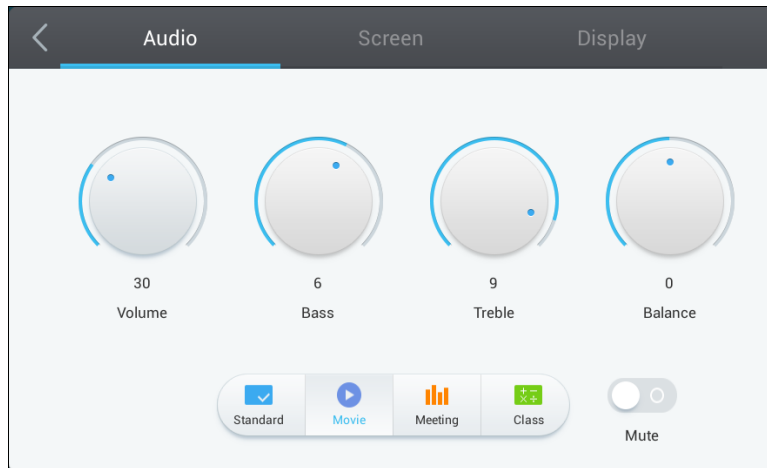 Audio Screen Display
30 6 9 0
Volume Bass Treble Balance
Standard Movie Meeting Class
Mute